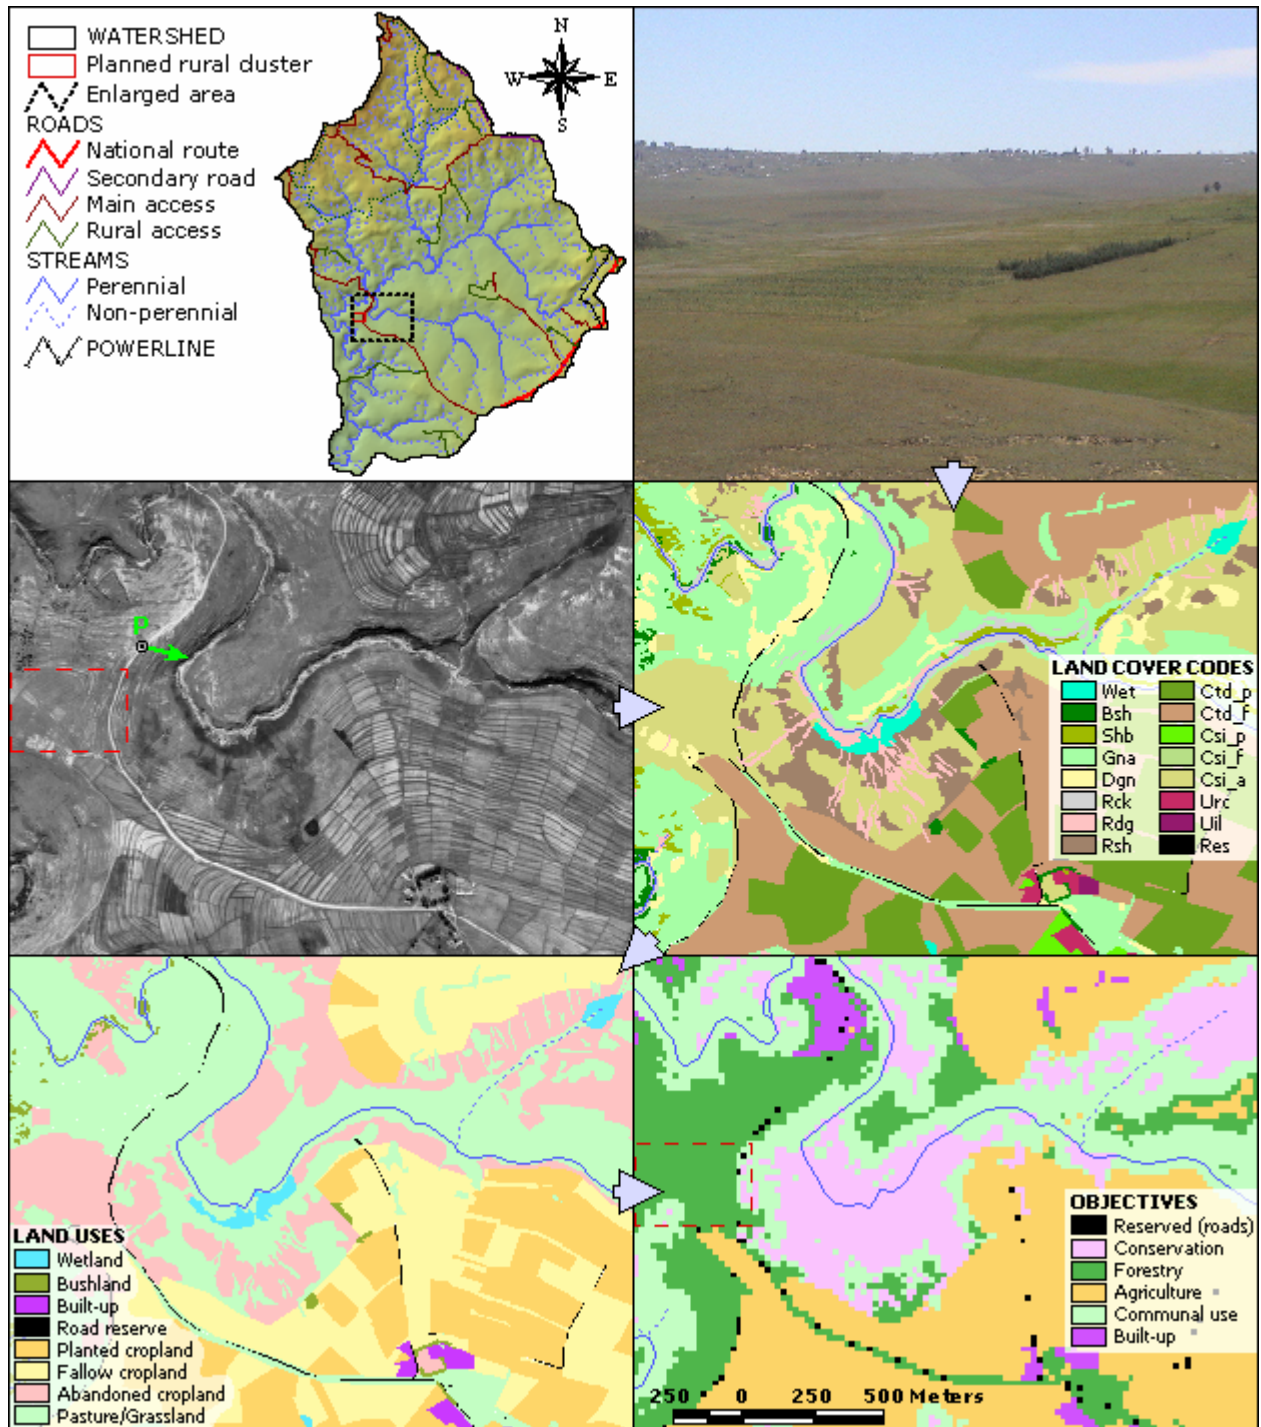 WATERSHED
Planned rural cluster
Enlarged area
ROADS
National route
Secondary road
Main access
Rural access
STREAMS
Perennial
Non-perennial
POWERLINE
N
W E
S
P
LAND COVER CODES
Wet Ctd_p
Bsh Ctd_f
Shb Csi_p
Gna Csi_f
Dgn Csi_a
Rck Urc
Rdg Uil
Rsh Res
LAND USES
Wetland
Bushland
Built-up
Road reserve
Planted cropland
Fallow cropland
Abandoned cropland
Pasture/Grassland
OBJECTIVES
Reserved (roads)
Conservation
Forestry
Agriculture
Communal use
Built-up
250 0 250 500 Meters